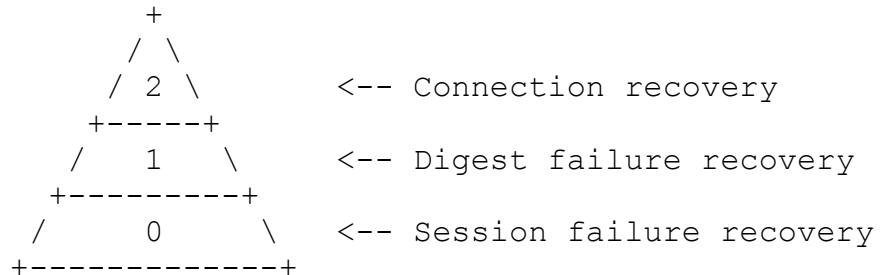 +
/ \
/ 2 \ <-- Connection recovery
+-----+
/ 1 \ <-- Digest failure recovery
+---------+
/ 0 \ <-- Session failure recovery
+-------------+